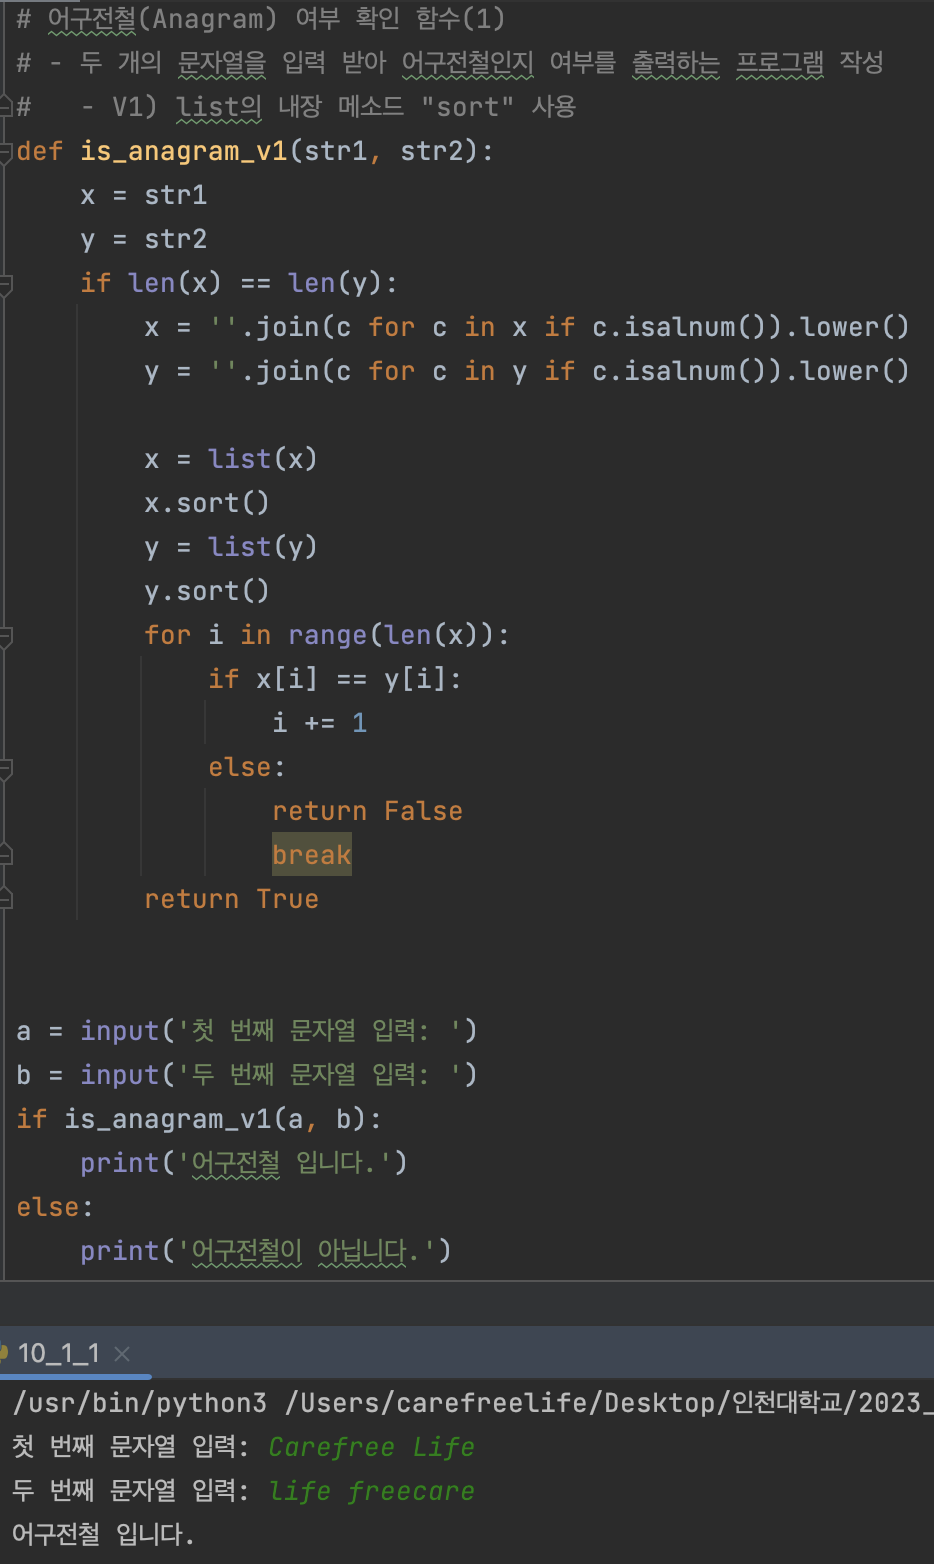 # 어구전철(Anagram) 여부 확인 함수(1)
# - 두 개의 문자열을 입력 받아 어구전철인지 여부를 출력하는 프로그램 작성
#   - V1) list의 내장 메소드 "sort" 사용
def is_anagram_v1(str1, str2):
    x = str1
    y = str2
    if len(x) == len(y):
        x = ''.join(c for c in x if c.isalnum()).lower()
        y = ''.join(c for c in y if c.isalnum()).lower()

        x = list(x)
        x.sort()
        y = list(y)
        y.sort()
        for i in range(len(x)):
            if x[i] == y[i]:
                i += 1
            else:
                return False
                break
        return True


a = input('첫 번째 문자열 입력: ')
b = input('두 번째 문자열 입력: ')
if is_anagram_v1(a, b):
    print('어구전철 입니다.')
else:
    print('어구전철이 아닙니다.')
10_1_1 ×
/usr/bin/python3 /Users/carefreelife/Desktop/인천대학교/2023_
첫 번째 문자열 입력: Carefree Life
두 번째 문자열 입력: life freecare
어구전철 입니다.